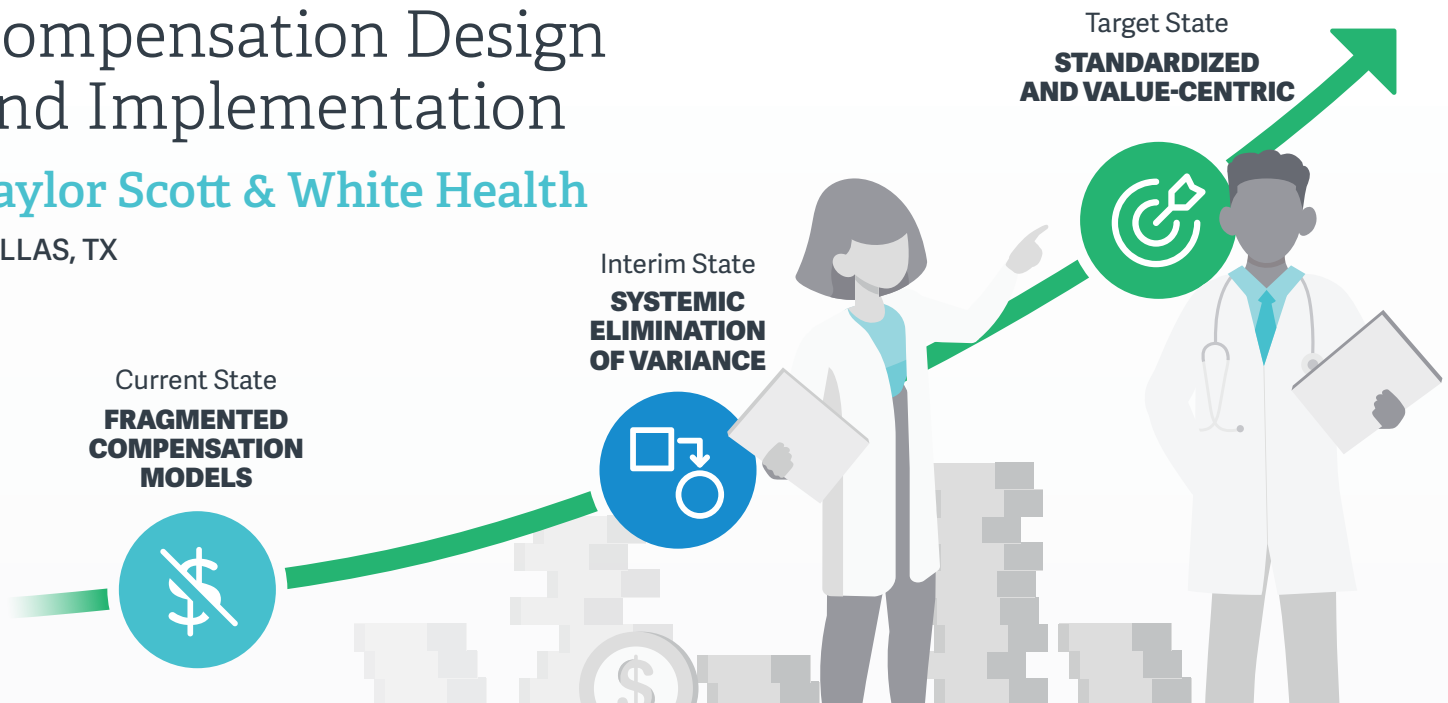 ompensation Design
nd Implementation
aylor Scott & White Health
LLAS, TX
Current State
FRAGMENTED
COMPENSATION
MODELS
Interim State
SYSTEMIC
ELIMINATION
OF VARIANCE
Target State
STANDARDIZED
AND VALUE-CENTRIC
$
$